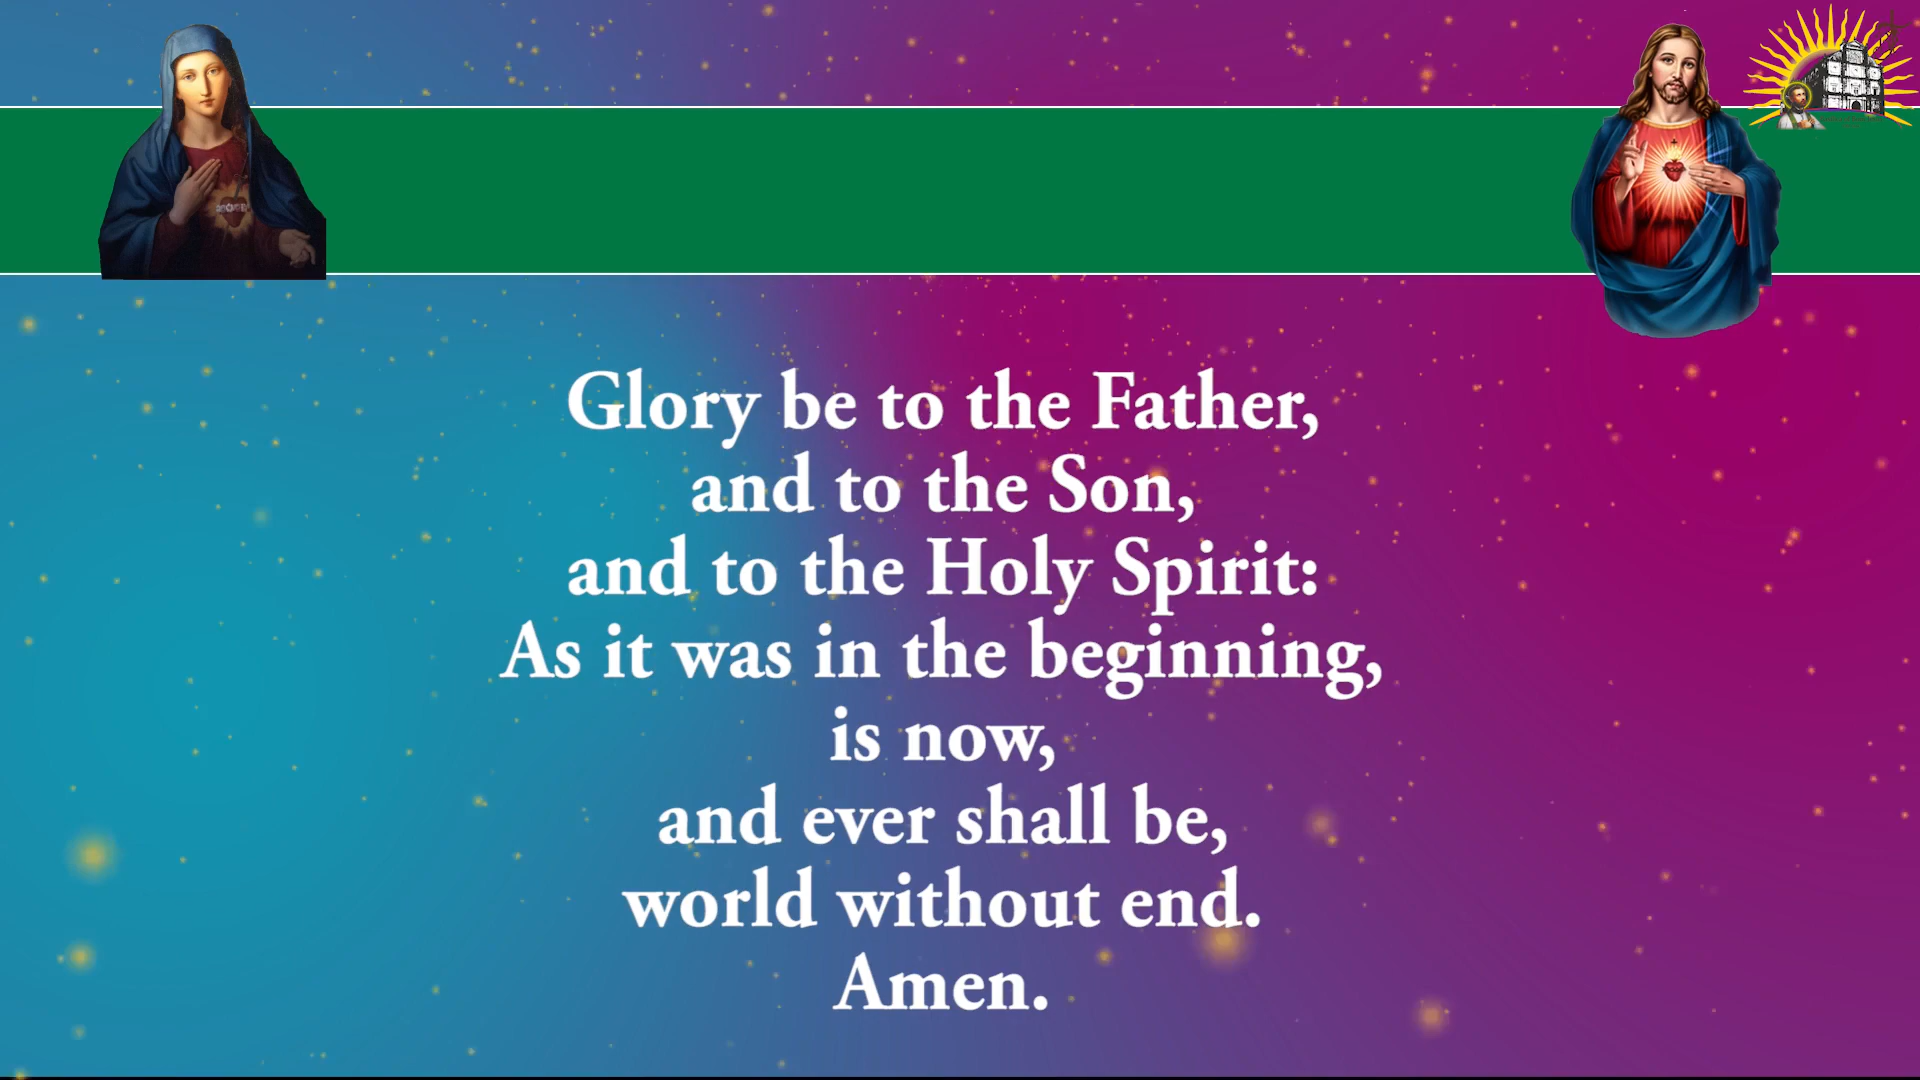 Glory be to the Father,
and to the Son,
and to the Holy Spirit:
As it was in the beginning,
is now,
and ever shall be,
world without end.
Amen.